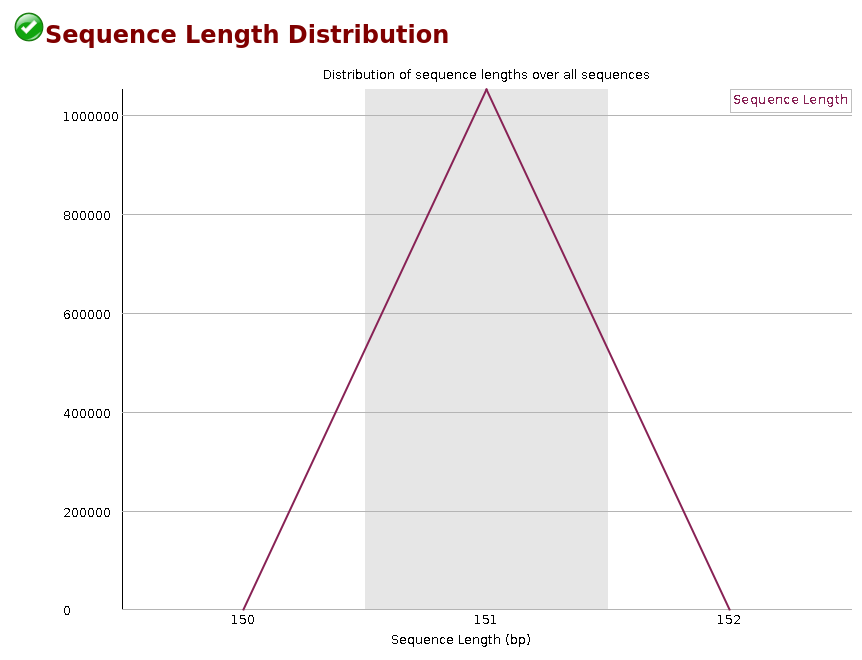 Sequence Length Distribution
Distribution of sequence lengths over all sequences
Sequence Length
1000000
800000
600000
400000
200000
0
150 151 152
Sequence Length (bp)